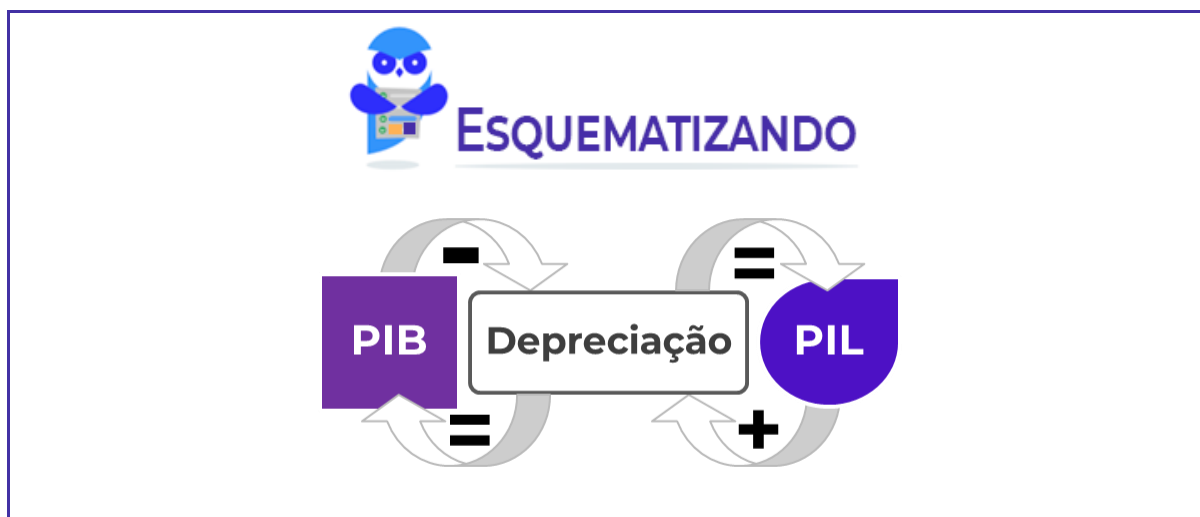 ESQUEMATIZANDO
-
=
PIB
Depreciação
PIL
=
+